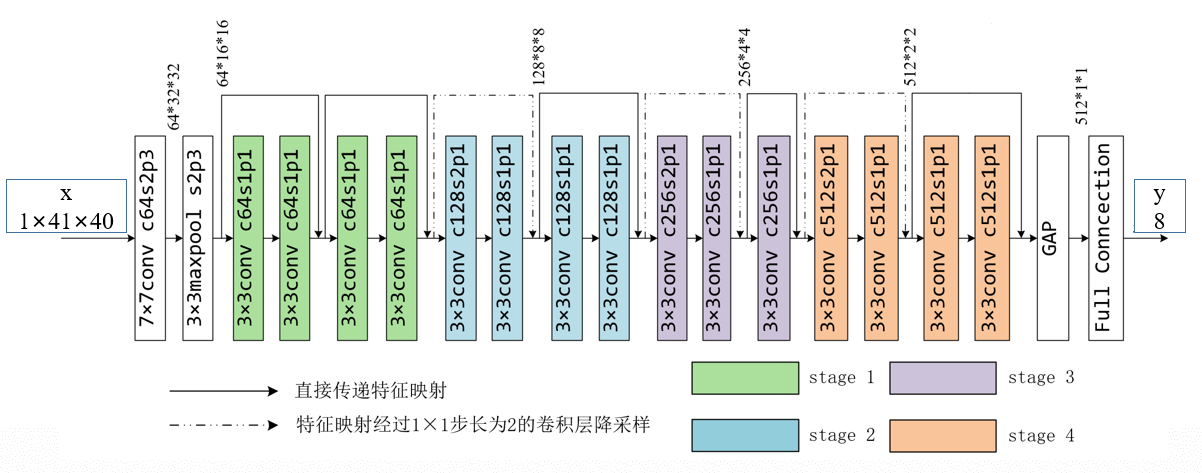 64*32*32
64*16*16
128*8*8
256*4*4
512*2*2
512*1*1
x
1×41×40
7×7conv c64s2p3
3×3maxpool s2p3
3×3conv c64s1p1
3×3conv c64s1p1
3×3conv c64s1p1
3×3conv c64s1p1
3×3conv c128s2p1
3×3conv c128s1p1
3×3conv c128s1p1
3×3conv c128s1p1
3×3conv c256s2p1
3×3conv c256s1p1
3×3conv c256s1p1
3×3conv c512s2p1
3×3conv c512s1p1
3×3conv c512s1p1
3×3conv c512s1p1
GAP
Full Conncection
y
8
直接传递特征映射
特征映射经过1×1步长为2的卷积层降采样
stage 1
stage 3
stage 2
stage 4